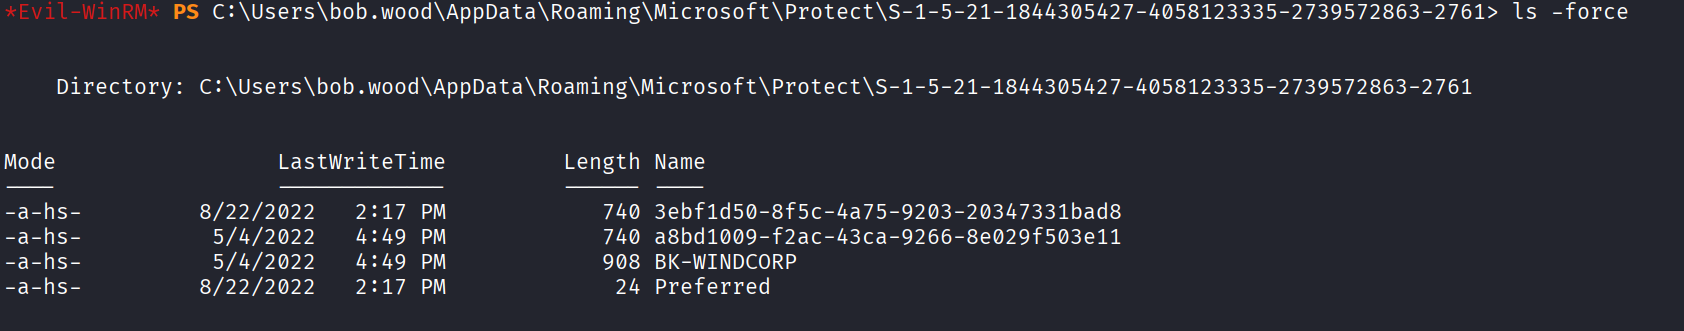 *Evil-WinRM* PS C:\Users\bob.wood\AppData\Roaming\Microsoft\Protect\S-1-5-21-1844305427-4058123335-2739572863-2761> ls -force
Directory: C:\Users\bob.wood\AppData\Roaming\Microsoft\Protect\S-1-5-21-1844305427-4058123335-2739572863-2761
Mode LastWriteTime Length Name
---- ------------- ------ ----
-a-hs- 8/22/2022 2:17 PM 740 3ebf1d50-8f5c-4a75-9203-20347331bad8
-a-hs- 5/4/2022 4:49 PM 740 a8bd1009-f2ac-43ca-9266-8e029f503e11
-a-hs- 5/4/2022 4:49 PM 908 BK-WINDCORP
-a-hs- 8/22/2022 2:17 PM 24 Preferred